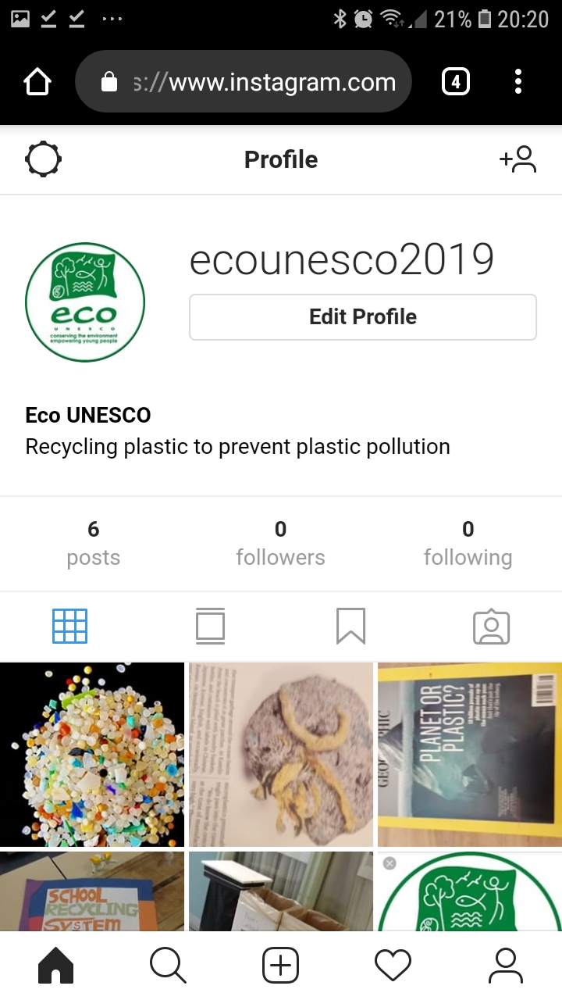 21% 20:20
s://www.instagram.com 4
Profile
ecounesco2019
Edit Profile
eco
UNESCO
conserving the environment
empowering young people
Eco UNESCO
Recycling plastic to prevent plastic pollution
6 0 0
posts followers following
PLANET OR
PLASTIC?
SCHOOL
RECYCLING
SYSTEM